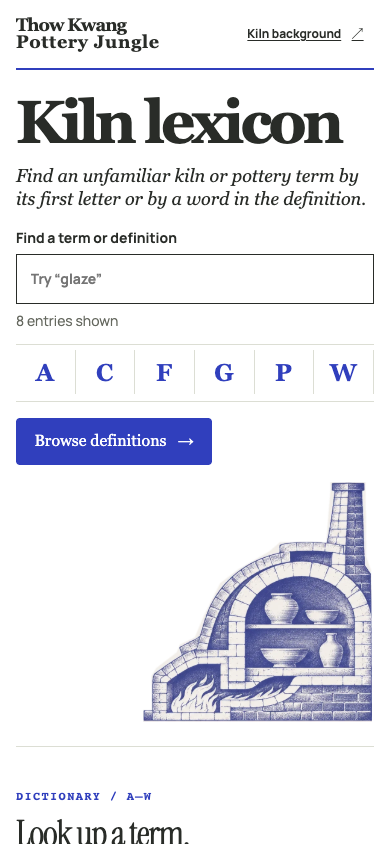 Thow Kwang
Pottery Jungle
Kiln background ↗
Kiln lexicon
Find an unfamiliar kiln or pottery term by
its first letter or by a word in the definition.
Find a term or definition
Try “glaze”
8 entries shown
A C F G P W
Browse definitions →
DICTIONARY / A—W
Look up a term.